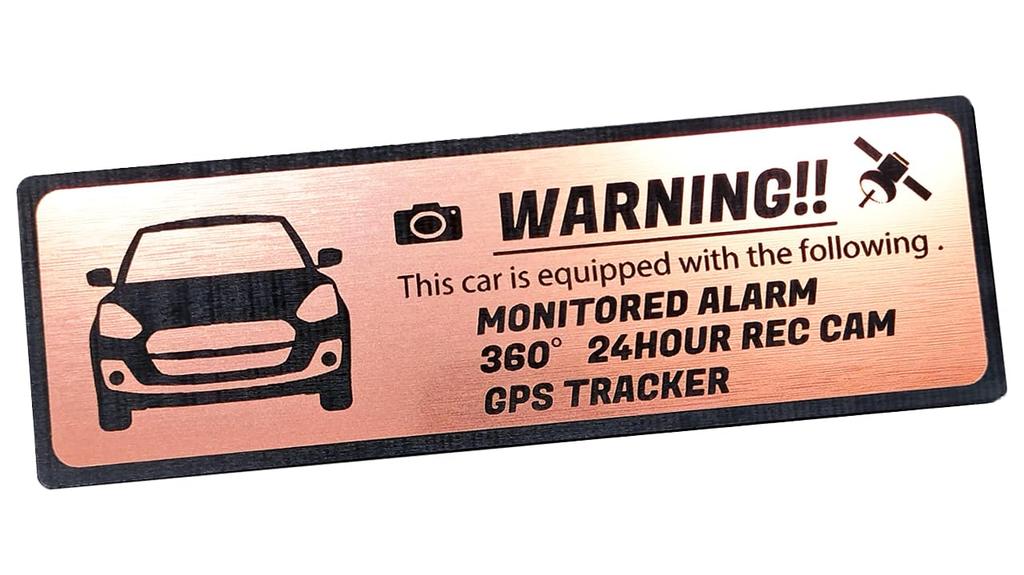 WARNING!!
This car is equipped with the following .
MONITORED ALARM
360° 24HOUR REC CAM
GPS TRACKER